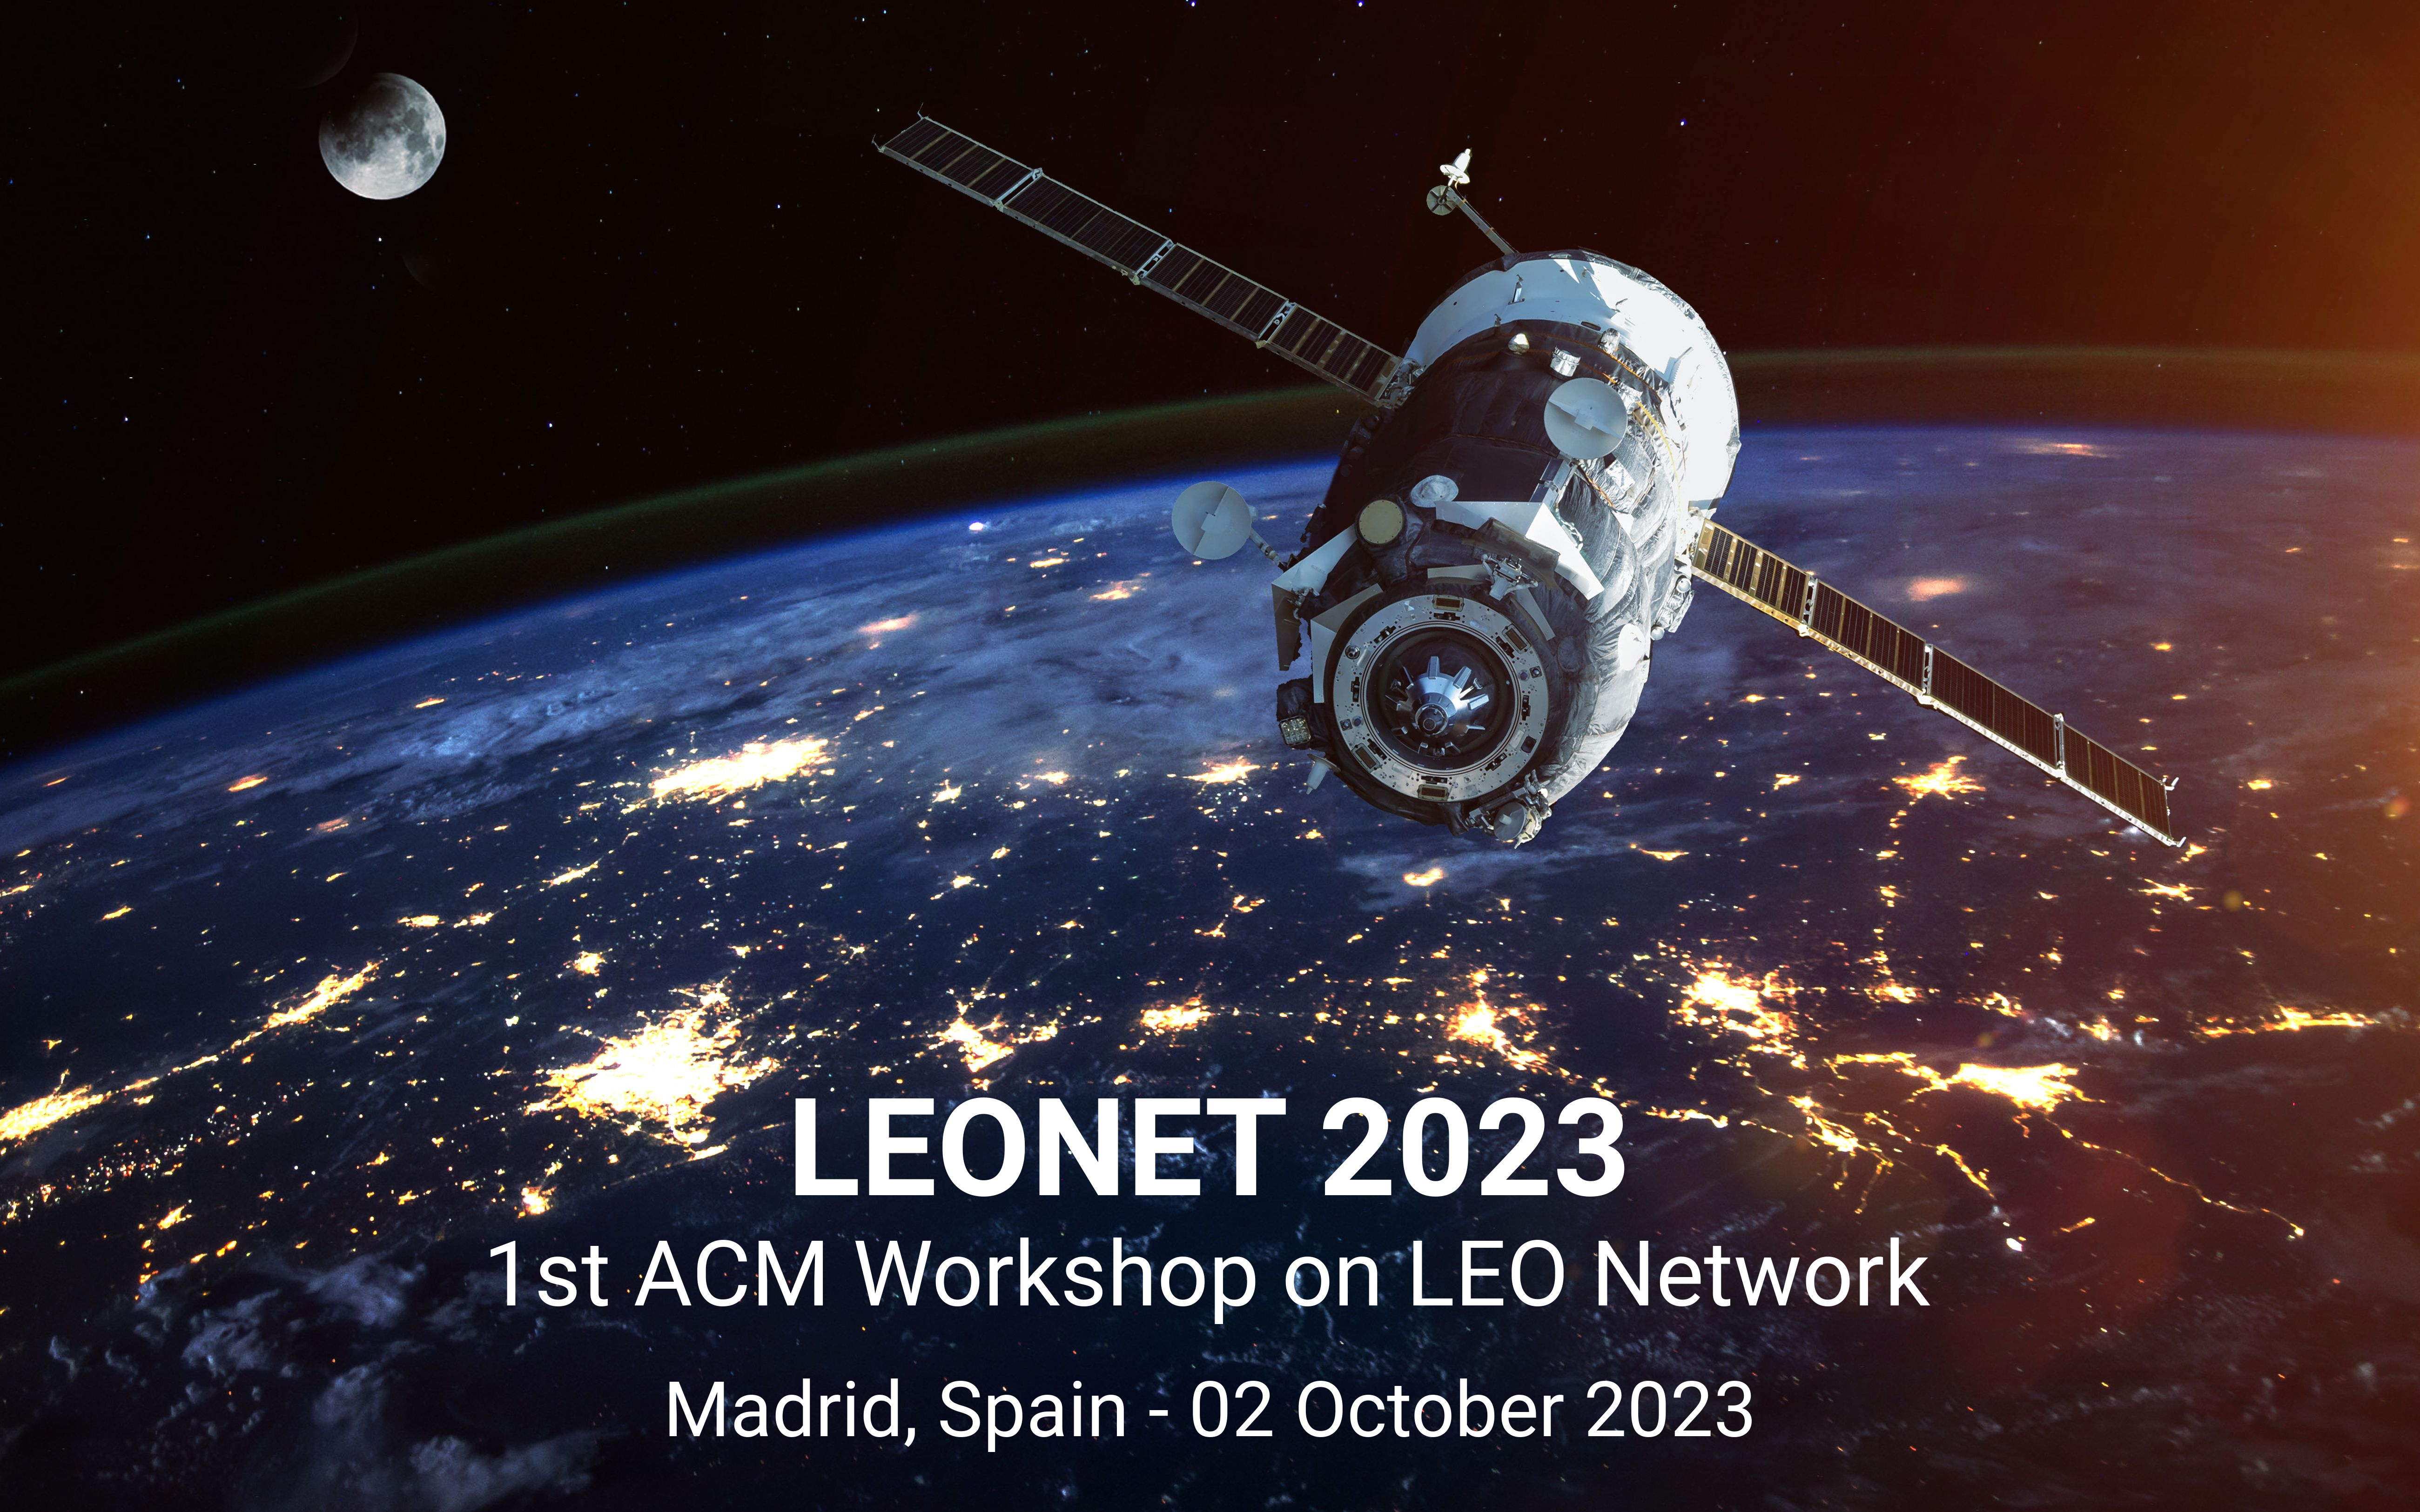 LEONET 2023
1st ACM Workshop on LEO Network
Madrid, Spain - 02 October 2023